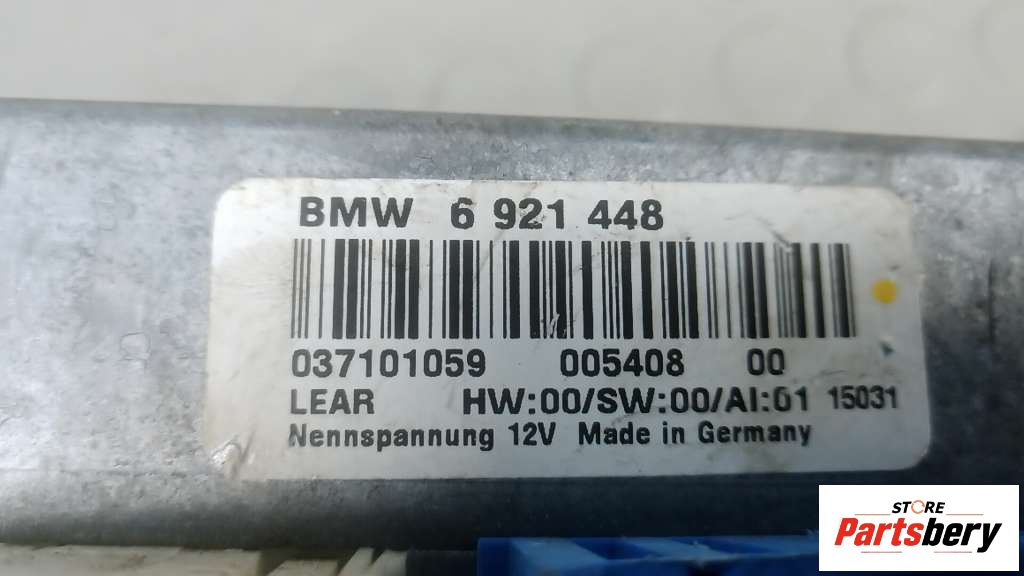 BMW 6 921 448
037101059 005408 00
LEAR HW:00/SW:00/AI:01 15031
Nennspannung 12V Made in Germany
STORE
Partsbery